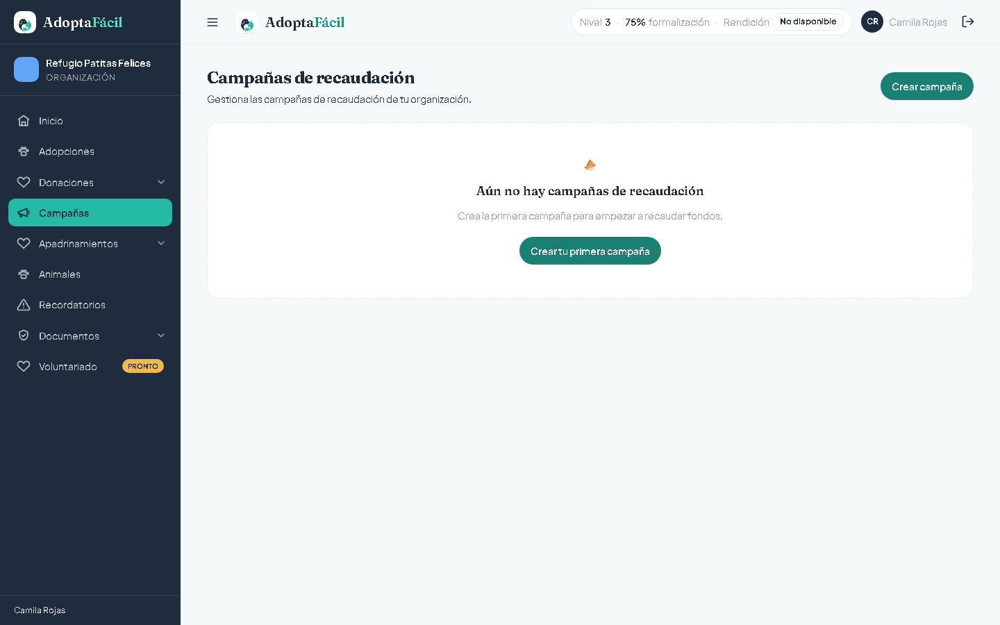 AdoptaFácil
Refugio Patitas Felices
ORGANIZACIÓN
Inicio
Adopciones
Donaciones
Campañas
Apadrinamientos
Animales
Recordatorios
Documentos
Voluntariado PRONTO
Camila Rojas
AdoptaFácil
Nivel 3 · 75% formalización · Rendición No disponible
CR Camila Rojas
Campañas de recaudación
Gestiona las campañas de recaudación de tu organización.
Crear campaña
Aún no hay campañas de recaudación
Crea la primera campaña para empezar a recaudar fondos.
Crear tu primera campaña